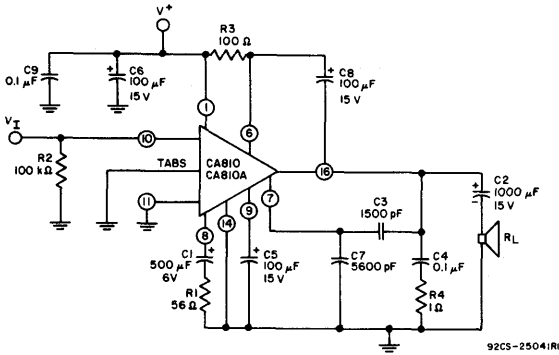 V+
R3
100 Ω
C9
0.1 µF
+
C6
100 µF
15 V
+
C8
100 µF
15 V
1
6
VI
10
R2
100 kΩ
TABS
CA810
CA810A
16
11
7
8
14
9
C3
1500 pF
+
C2
1000 µF
15 V
RL
C1
500 µF
6V
+
C5
100 µF
15 V
C7
5600 pF
C4
0.1 µF
R1
56 Ω
R4
1 Ω
92CS-25041R1